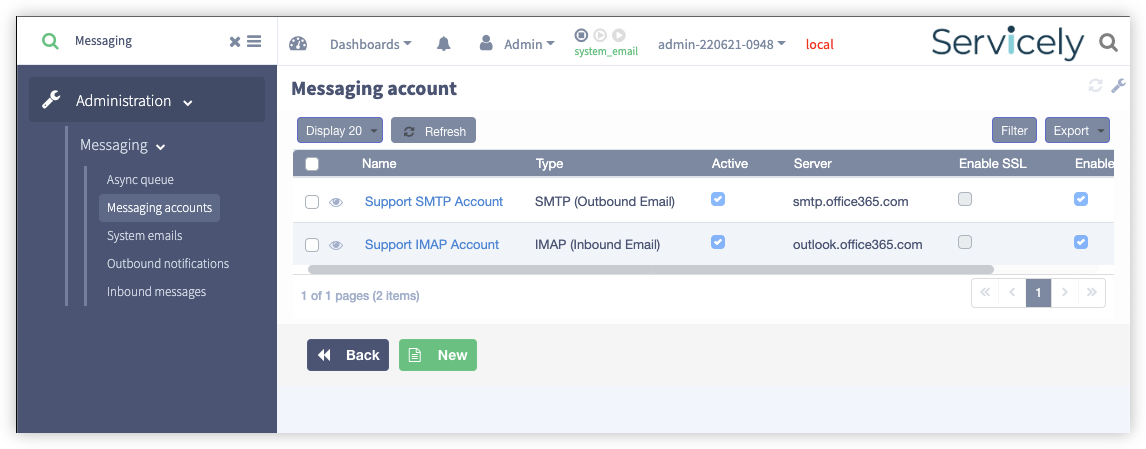 Messaging
Dashboards
Admin
system_email
admin-220621-0948
local
Servicely
Administration
Messaging
Async queue
Messaging accounts
System emails
Outbound notifications
Inbound messages
Messaging account
Display 20
Refresh
Filter
Export
Name Type Active Server Enable SSL Enable
Support SMTP Account SMTP (Outbound Email) smtp.office365.com
Support IMAP Account IMAP (Inbound Email) outlook.office365.com
1 of 1 pages (2 items)
« ‹ 1 › »
Back
New